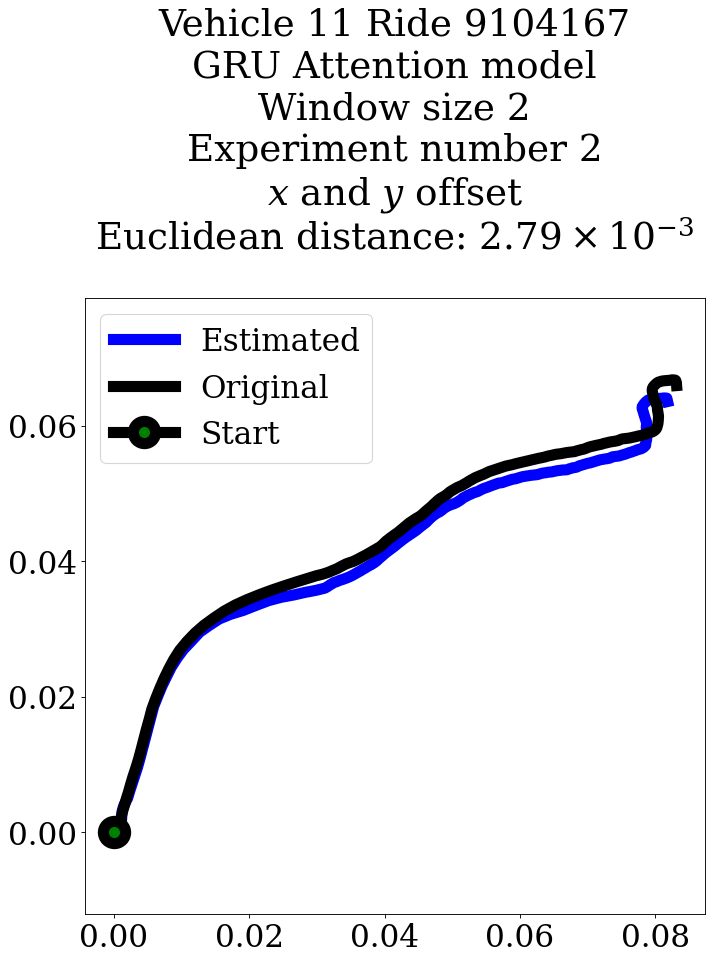 Vehicle 11 Ride 9104167
GRU Attention model
Window size 2
Experiment number 2
x and y offset
Euclidean distance: 2.79 × 10⁻³
Estimated
Original
Start
0.06
0.04
0.02
0.00
0.00 0.02 0.04 0.06 0.08